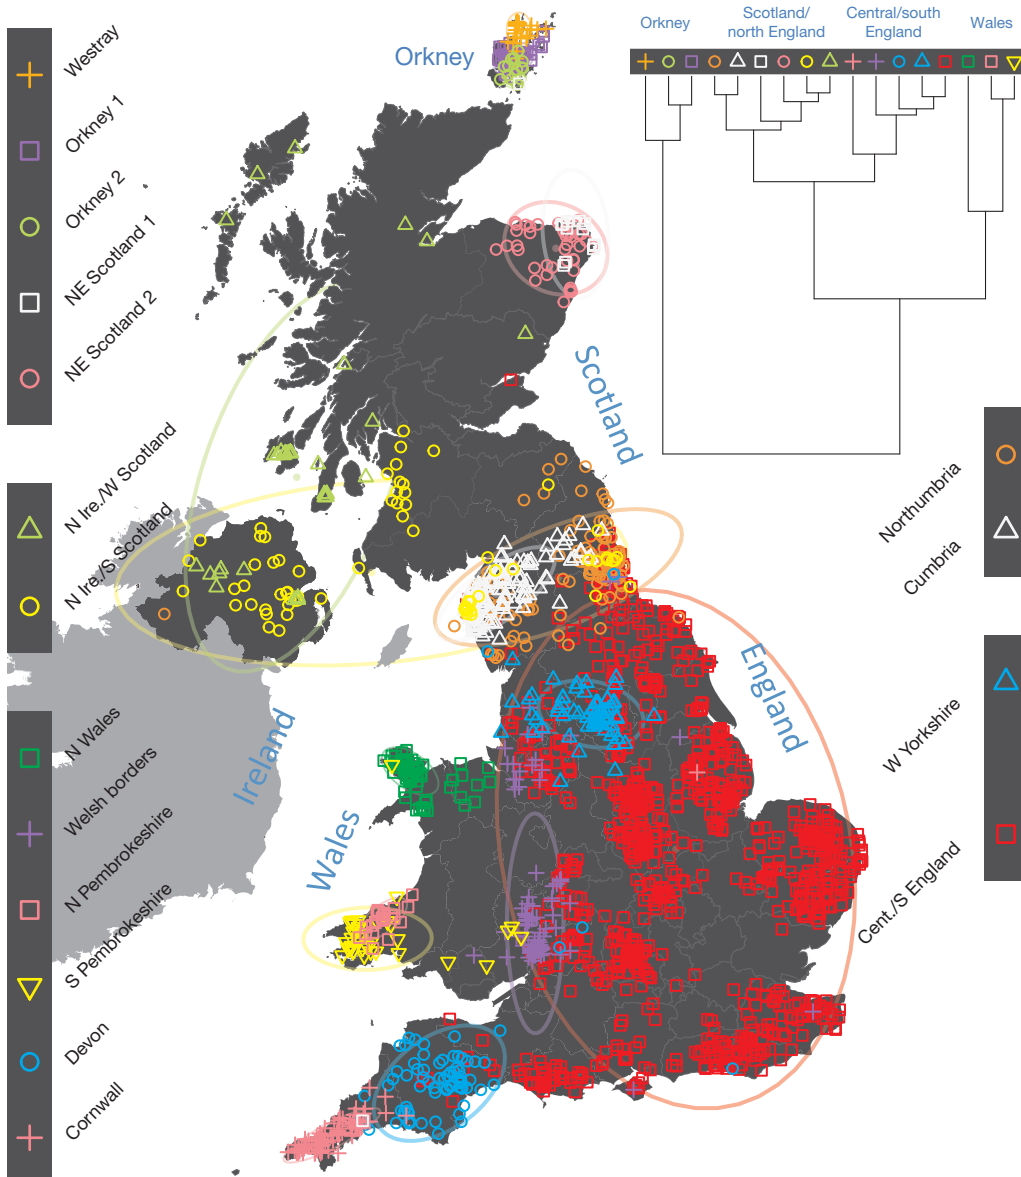 Orkney
Scotland/
north England
Central/south
England
Wales
Westray
Orkney 1
Orkney 2
NE Scotland 1
NE Scotland 2
N Ire./W Scotland
N Ire./S Scotland
N Wales
Welsh borders
N Pembrokeshire
S Pembrokeshire
Devon
Cornwall
Orkney
Scotland
England
Ireland
Wales
Northumbria
Cumbria
W Yorkshire
Cent./S England